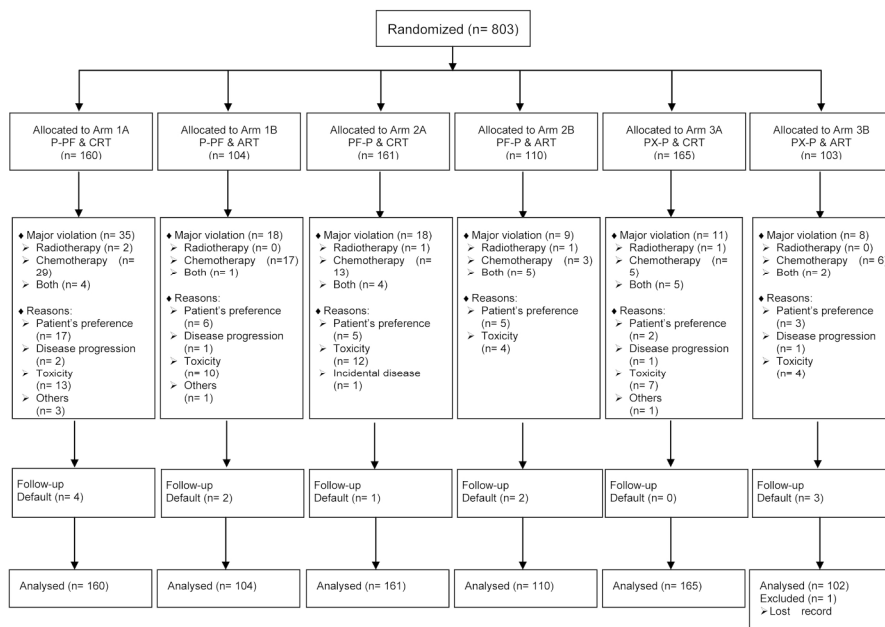 Randomized (n= 803)
Allocated to Arm 1A
P-PF & CRT
(n= 160)
Allocated to Arm 1B
P-PF & ART
(n= 104)
Allocated to Arm 2A
PF-P & CRT
(n= 161)
Allocated to Arm 2B
PF-P & ART
(n= 110)
Allocated to Arm 3A
PX-P & CRT
(n= 165)
Allocated to Arm 3B
PX-P & ART
(n= 103)
♦ Major violation (n= 35)
➢ Radiotherapy (n= 2)
➢ Chemotherapy (n=
29)
➢ Both (n= 4)
♦ Reasons:
➢ Patient's preference
(n= 17)
➢ Disease progression
(n= 2)
➢ Toxicity
(n= 13)
➢ Others
(n= 3)
♦ Major violation (n= 18)
➢ Radiotherapy (n= 0)
➢ Chemotherapy (n=17)
➢ Both (n= 1)
♦ Reasons:
➢ Patient's preference
(n= 6)
➢ Disease progression
(n= 1)
➢ Toxicity
(n= 10)
➢ Others
(n= 1)
♦ Major violation (n= 18)
➢ Radiotherapy (n= 1)
➢ Chemotherapy (n=
13)
➢ Both (n= 4)
♦ Reasons:
➢ Patient's preference
(n= 5)
➢ Toxicity
(n= 12)
➢ Incidental disease
(n= 1)
♦ Major violation (n= 9)
➢ Radiotherapy (n= 1)
➢ Chemotherapy (n= 3)
➢ Both (n= 5)
♦ Reasons:
➢ Patient's preference
(n= 5)
➢ Toxicity
(n= 4)
♦ Major violation (n= 11)
➢ Radiotherapy (n= 1)
➢ Chemotherapy (n=
5)
➢ Both (n= 5)
♦ Reasons:
➢ Patient's preference
(n= 2)
➢ Disease progression
(n= 1)
➢ Toxicity
(n= 7)
➢ Others
(n= 1)
♦ Major violation (n= 8)
➢ Radiotherapy (n= 0)
➢ Chemotherapy (n= 6)
➢ Both (n= 2)
♦ Reasons:
➢ Patient's preference
(n= 3)
➢ Disease progression
(n= 1)
➢ Toxicity
(n= 4)
Follow-up
Default (n= 4)
Follow-up
Default (n= 2)
Follow-up
Default (n= 1)
Follow-up
Default (n= 2)
Follow-up
Default (n= 0)
Follow-up
Default (n= 3)
Analysed (n= 160)
Analysed (n= 104)
Analysed (n= 161)
Analysed (n= 110)
Analysed (n= 165)
Analysed (n= 102)
Excluded (n= 1)
➢Lost record